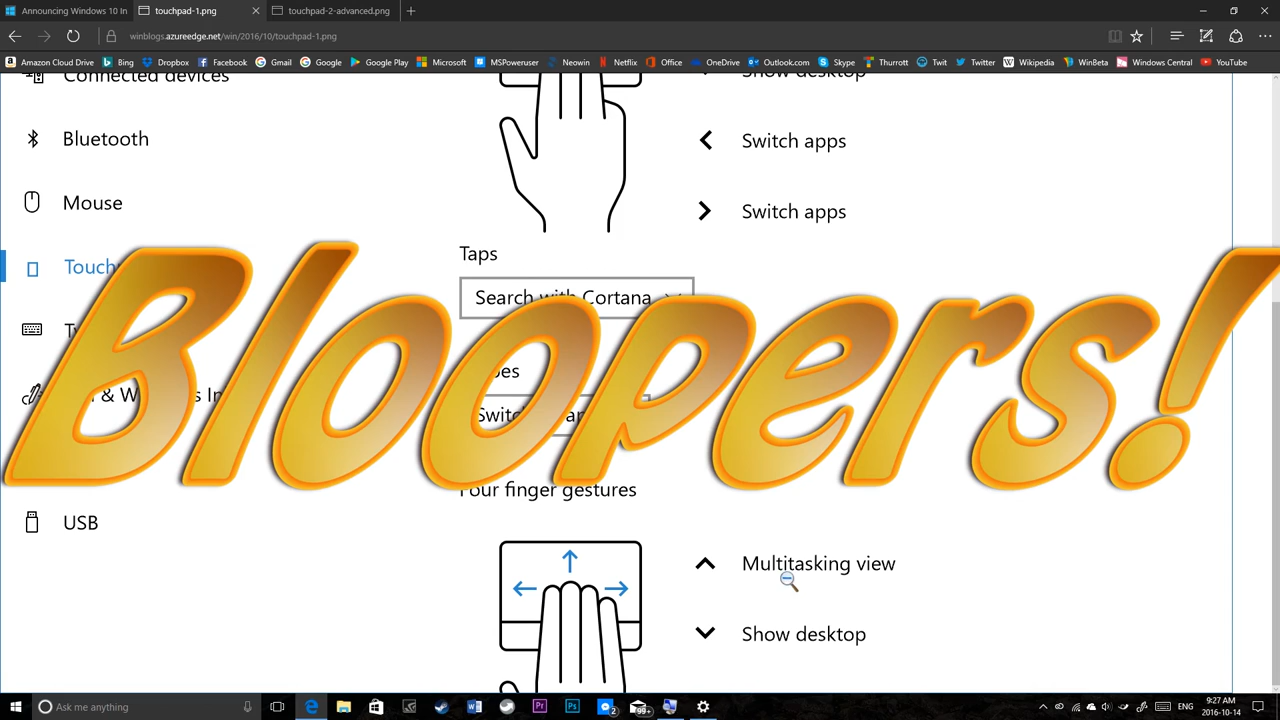 Announcing Windows 10 In
touchpad-1.png
touchpad-2-advanced.png
winblogs.azureedge.net/win/2016/10/touchpad-1.png
Amazon Cloud Drive Bing Dropbox Facebook Gmail Google Google Play Microsoft MSPoweruser Neowin Netflix Office OneDrive Outlook.com Skype Thurrott Twit Twitter Wikipedia WinBeta Windows Central YouTube
Connected devices
Show desktop
Bluetooth
Switch apps
Mouse
Switch apps
Taps
Touch
Search with Cortana
Bloopers!
Four finger gestures
USB
Multitasking view
Show desktop
Ask me anything
2
99+
ENG
9:27 AM
2016-10-14